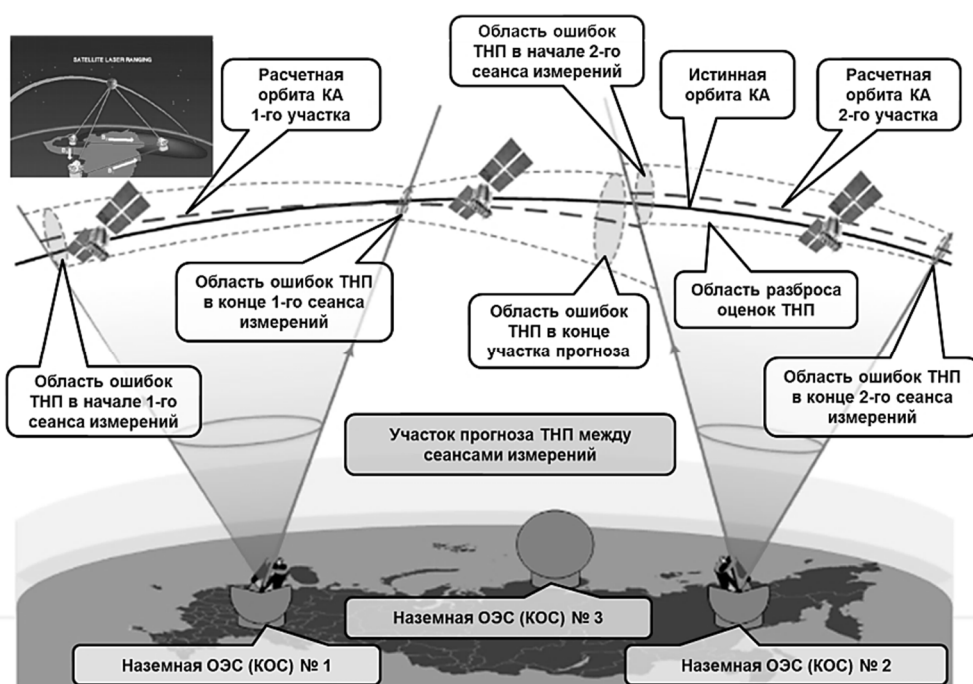 SATELLITE LASER RANGING
Расчетная
орбита КА
1-го участка
Область ошибок
ТНП в начале 2-го
сеанса измерений
Истинная
орбита КА
Расчетная
орбита КА
2-го участка
Область ошибок ТНП
в конце 1-го сеанса
измерений
Область ошибок
ТНП в конце
участка прогноза
Область разброса
оценок ТНП
Область ошибок
ТНП в начале 1-го
сеанса измерений
Область ошибок ТНП
в конце 2-го сеанса
измерений
Участок прогноза ТНП между
сеансами измерений
Наземная ОЭС (КОС) № 3
Наземная ОЭС (КОС) № 1
Наземная ОЭС (КОС) № 2